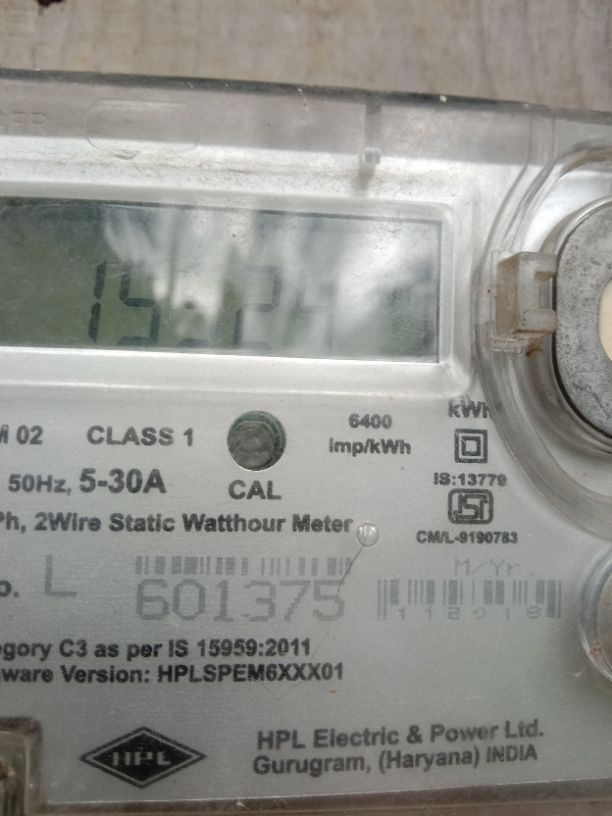 15:24
M 02 CLASS 1
6400
Imp/kWh
kWh
50Hz, 5-30A
CAL
IS:13779
ISI
CM/L-9190783
Ph, 2Wire Static Watthour Meter
o. L 601375
M/Yr.
egory C3 as per IS 15959:2011
ware Version: HPLSPEM6XXX01
HPL
HPL Electric & Power Ltd.
Gurugram, (Haryana) INDIA